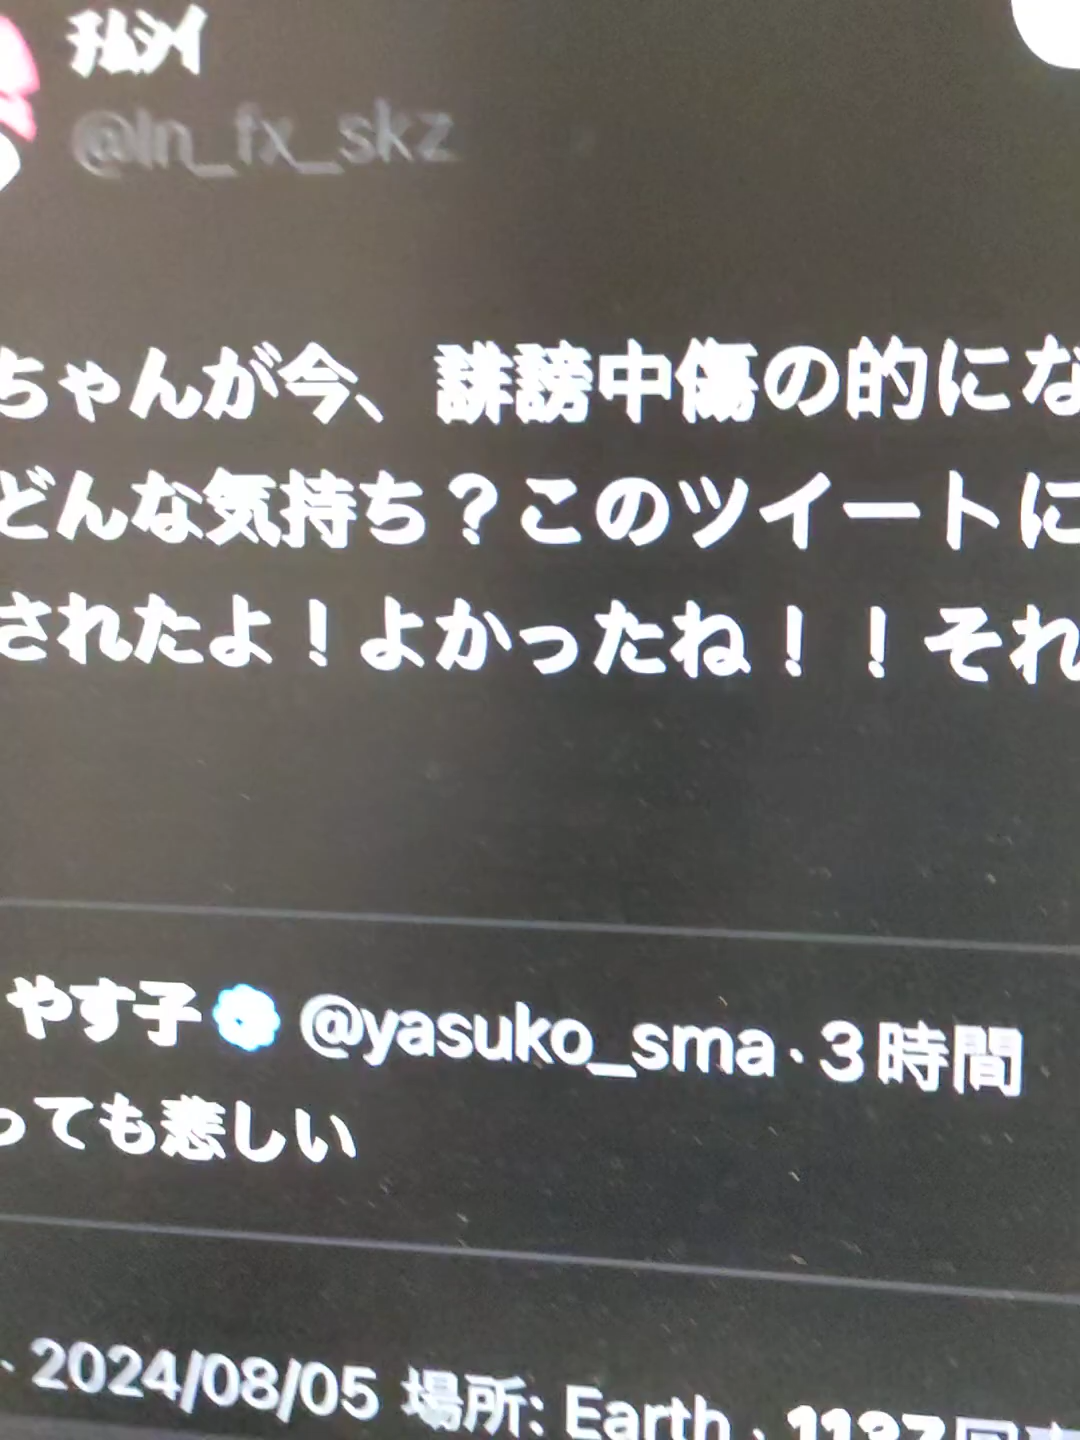 @ln_fx_skz
ちゃんが今、誹謗中傷の的にな
どんな気持ち？このツイートに
されたよ！よかったね！！それ
やす子 @yasuko_sma · 3時間
っても悲しい
· 2024/08/05 場所: Earth ·